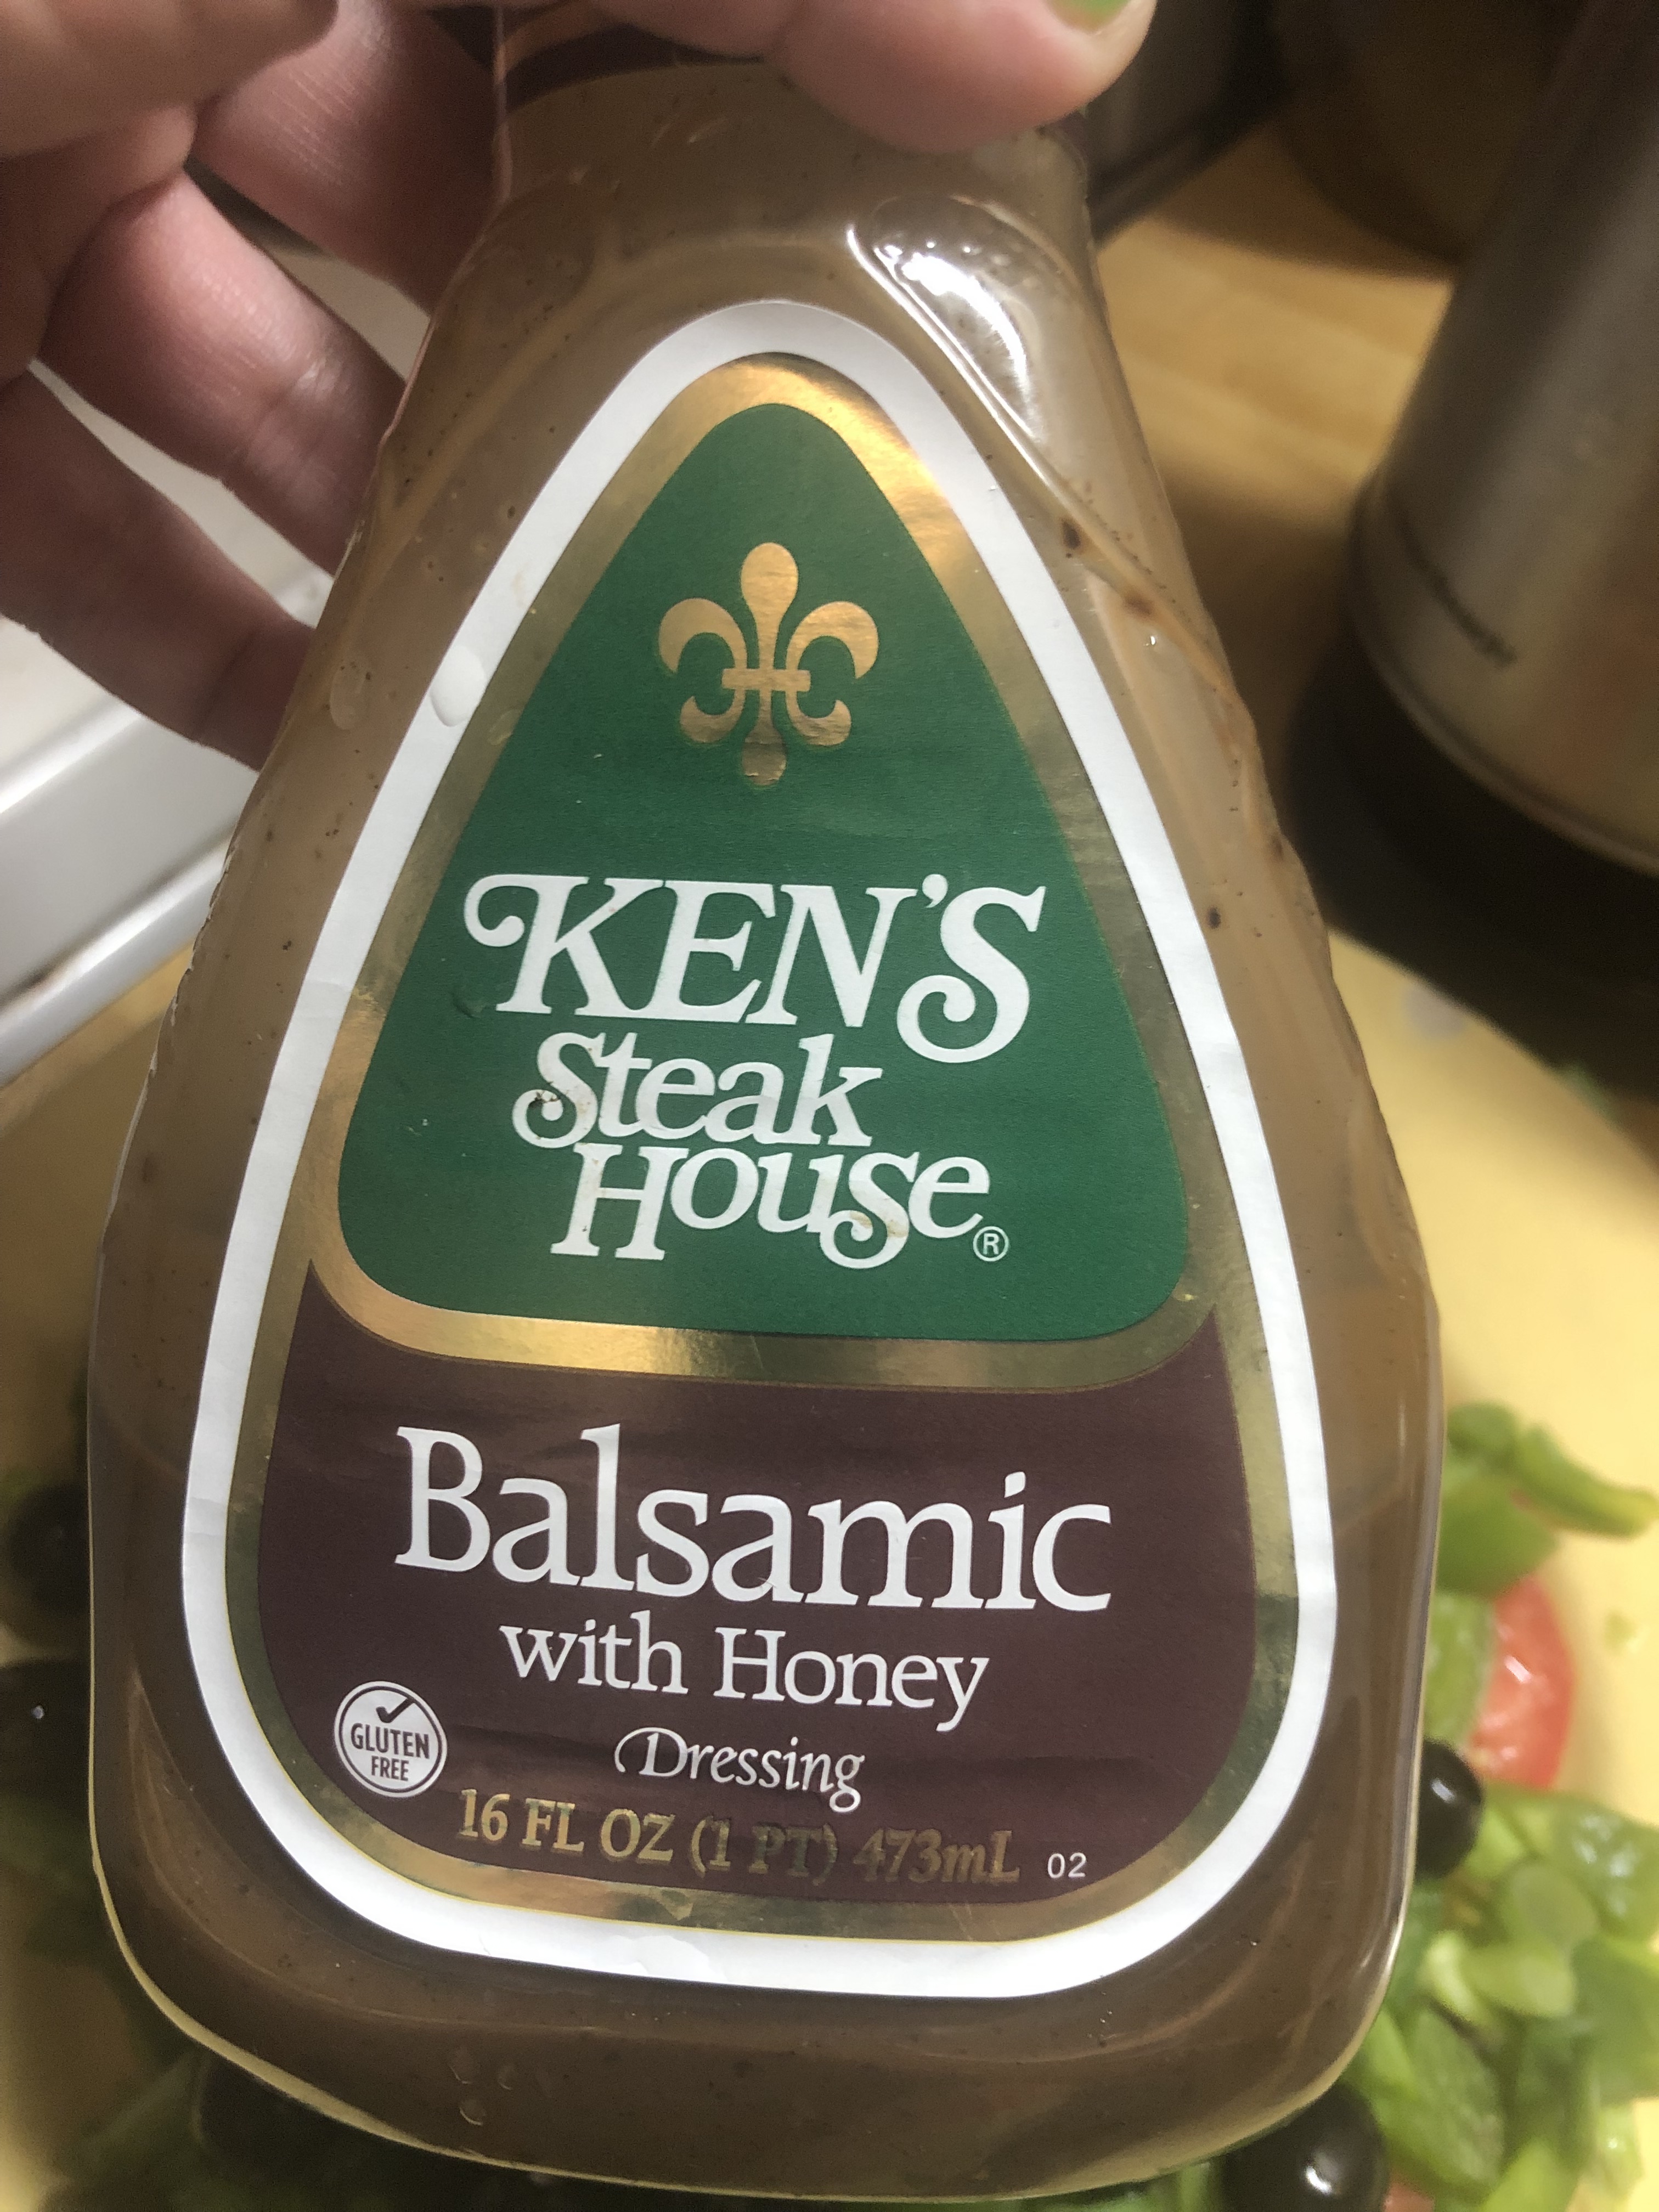 KEN'S
Steak
House®
Balsamic
with Honey
Dressing
GLUTEN
FREE
16 FL OZ (1 PT) 473mL 02